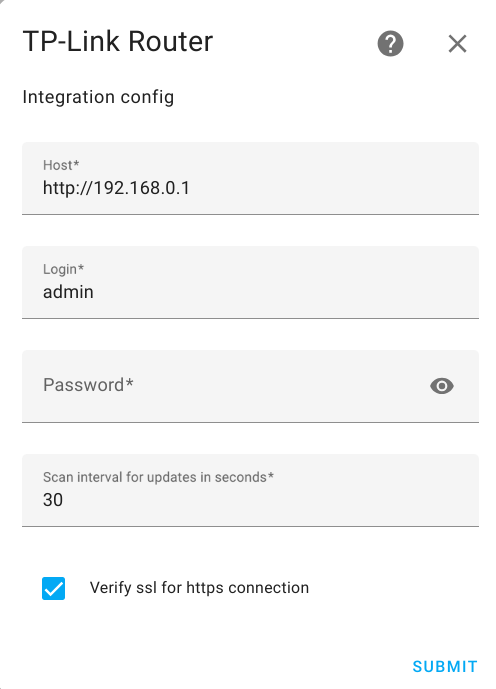 TP-Link Router
Integration config
Host*
http://192.168.0.1
Login*
admin
Password*
Scan interval for updates in seconds*
30
Verify ssl for https connection
SUBMIT